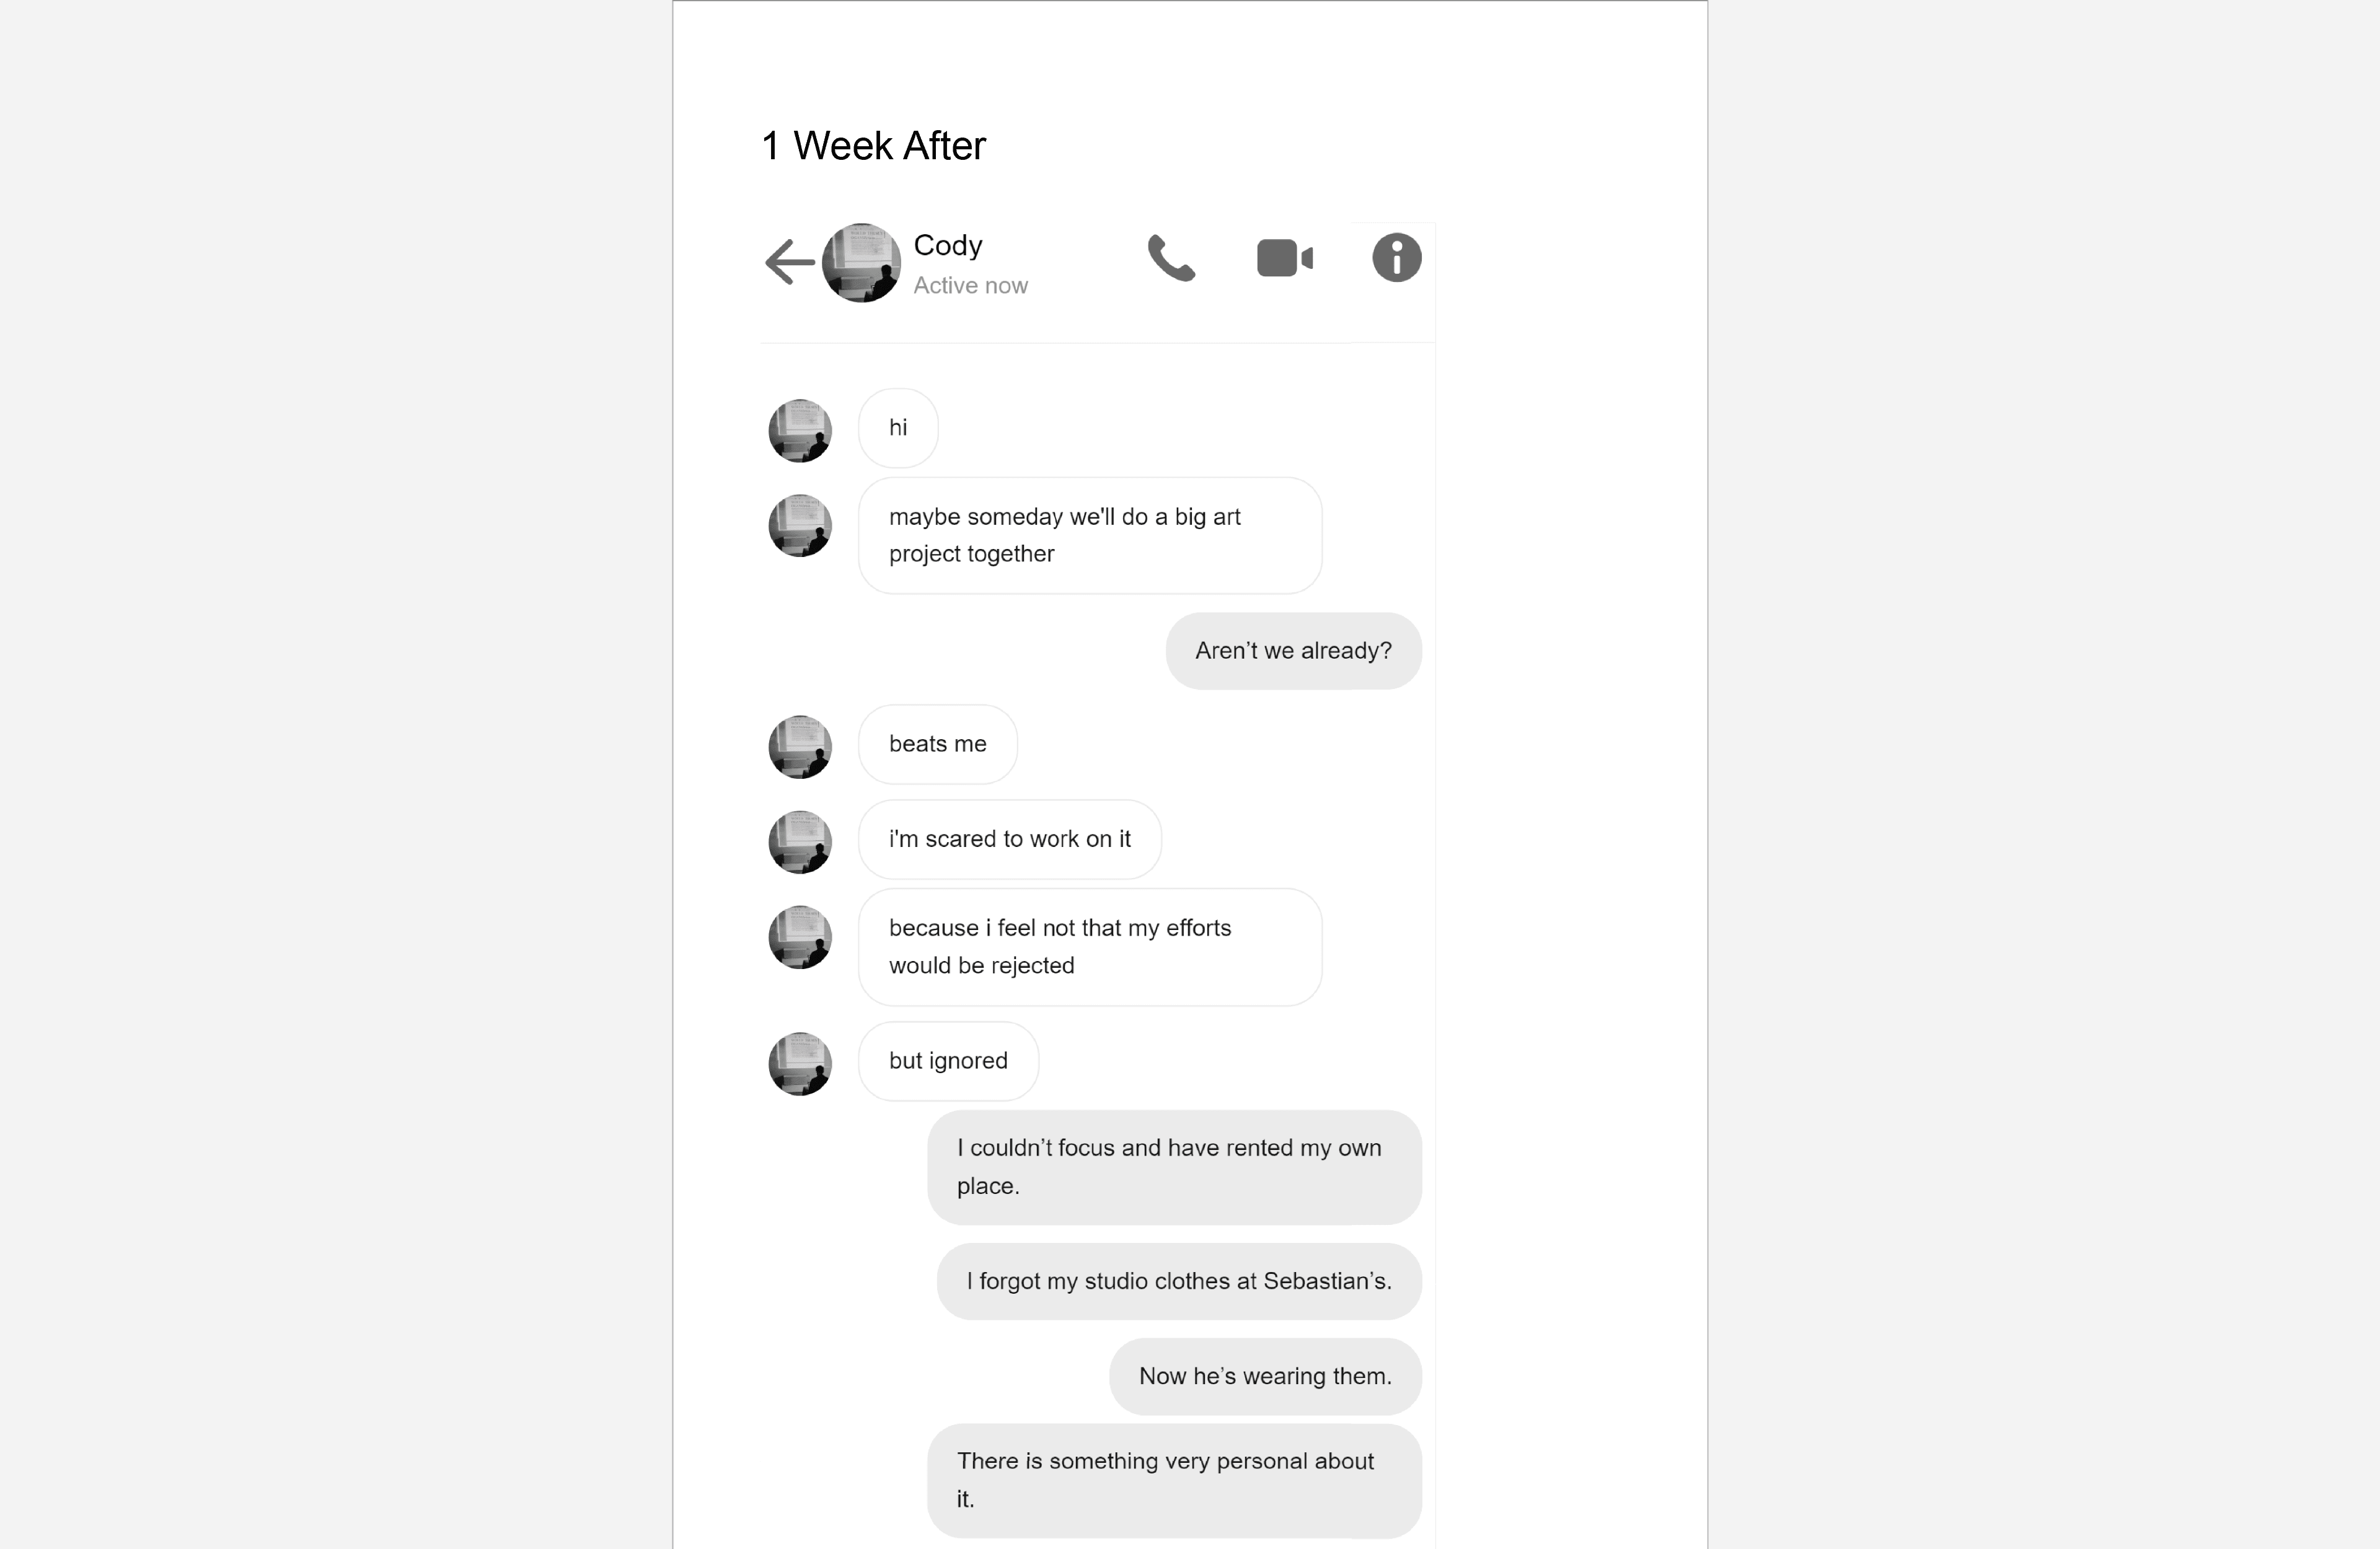 1 Week After
Cody
Active now
hi
maybe someday we'll do a big art
project together
Aren’t we already?
beats me
i'm scared to work on it
because i feel not that my efforts
would be rejected
but ignored
I couldn’t focus and have rented my own
place.
I forgot my studio clothes at Sebastian’s.
Now he’s wearing them.
There is something very personal about
it.